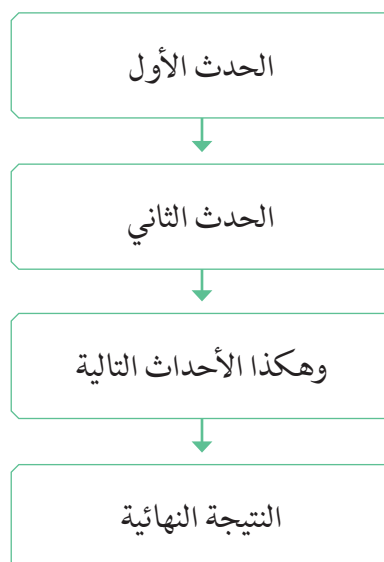 الحدث الأول
الحدث الثاني
وهكذا الأحداث التالية
النتيجة النهائية